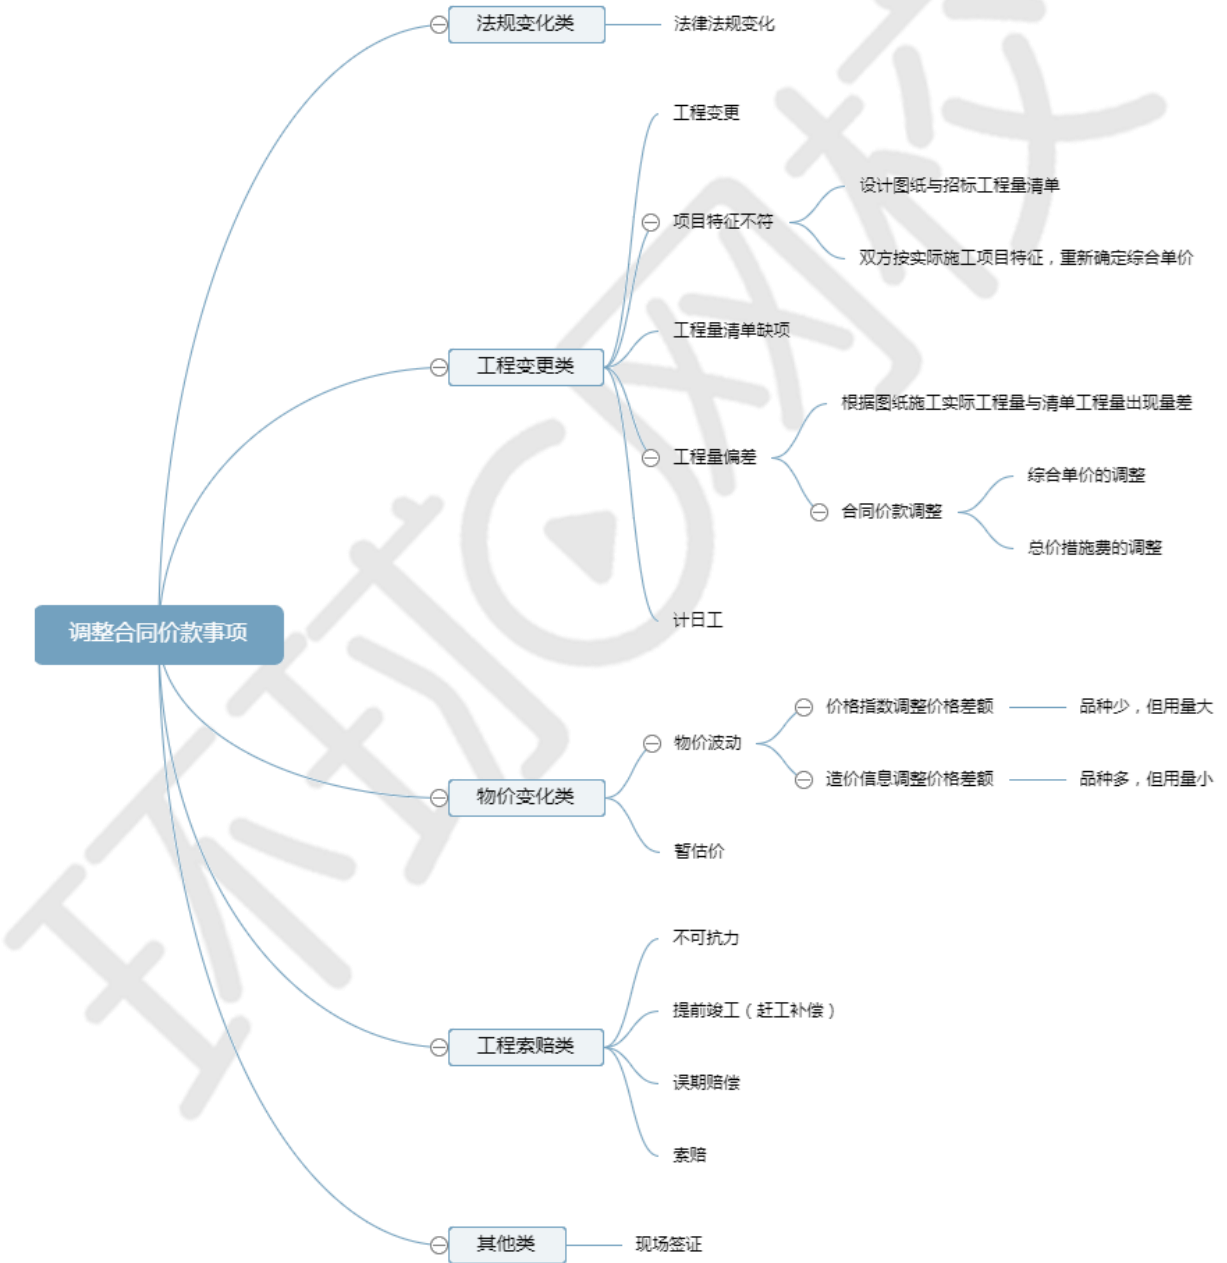 法规变化类
法律法规变化
工程变更
设计图纸与招标工程量清单
项目特征不符
双方按实际施工项目特征，重新确定综合单价
工程量清单缺项
工程变更类
根据图纸施工实际工程量与清单工程量出现量差
工程量偏差
综合单价的调整
合同价款调整
总价措施费的调整
计日工
调整合同价款事项
价格指数调整价格差额
品种少，但用量大
物价波动
造价信息调整价格差额
品种多，但用量小
物价变化类
暂估价
不可抗力
提前竣工（赶工补偿）
工程索赔类
误期赔偿
索赔
其他类
现场签证
环球网校